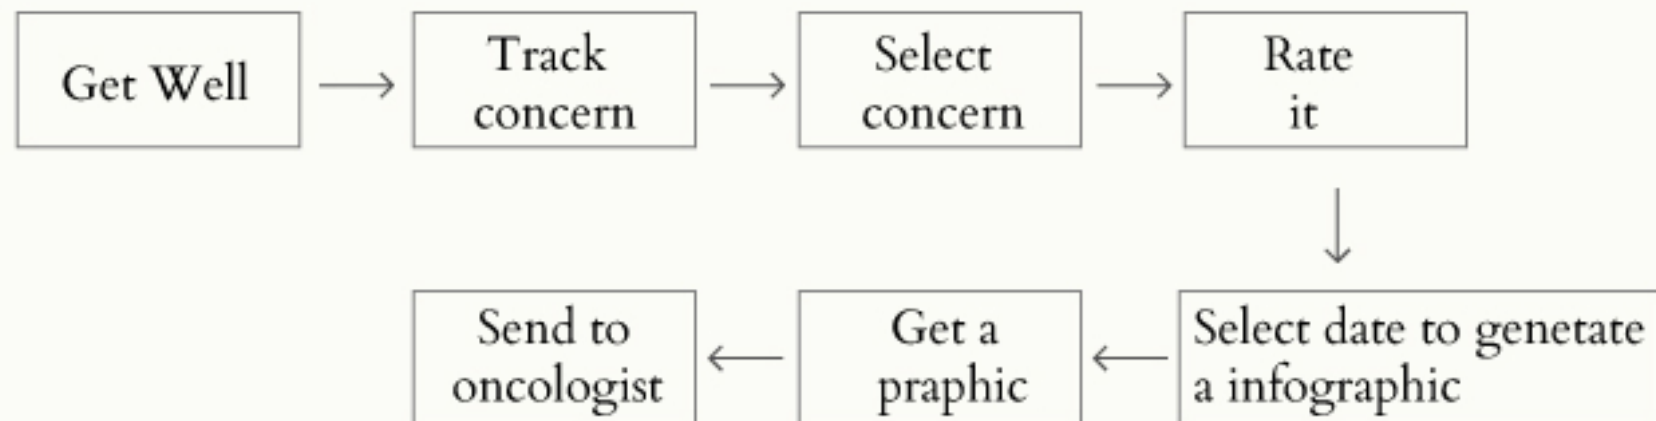 Get Well
Track
concern
Select
concern
Rate
it
Select date to genetate
a infographic
Get a
praphic
Send to
oncologist